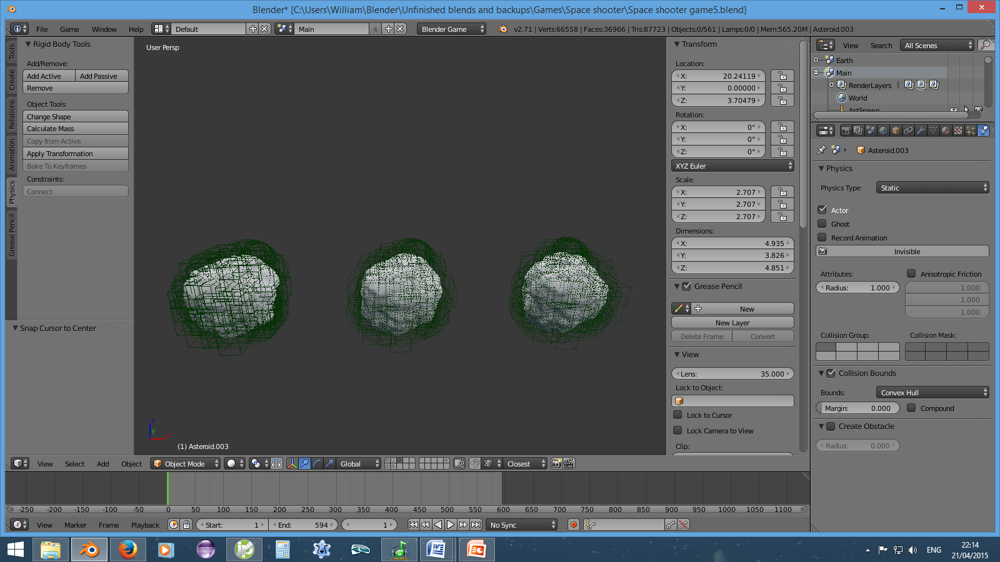 Blender* [C:\Users\William\Blender\Unfinished blends and backups\Games\Space shooter\Space shooter game5.blend]
File Game Window Help Default Main 4 Blender Game v2.71 | Verts:66558 | Faces:36966 | Tris:87723 | Objects:0/561 | Lamps:0/0 | Mem:565.20M | Asteroid.003
Tools
Create
Relations
Animation
Physics
Grease Pencil
Rigid Body Tools
Add/Remove:
Add Active Add Passive
Remove
Object Tools:
Change Shape
Calculate Mass
Copy from Active
Apply Transformation
Bake To Keyframes
Constraints:
Connect
Snap Cursor to Center
User Persp
z
y
x
(1) Asteroid.003
Transform
Location:
X: 20.24119
Y: 0.00000
Z: 3.70479
Rotation:
X: 0°
Y: 0°
Z: 0°
XYZ Euler
Scale:
X: 2.707
Y: 2.707
Z: 2.707
Dimensions:
X: 4.935
Y: 3.826
Z: 4.851
Grease Pencil
New
New Layer
Delete Frame Convert
View
Lens: 35.000
Lock to Object:
Lock to Cursor
Lock Camera to View
Clip:
View Search All Scenes
Earth
Main
RenderLayers
World
AstSpawn
Asteroid.003
Physics
Physics Type: Static
Actor
Ghost
Record Animation
Invisible
Attributes: Anisotropic Friction
Radius: 1.000 1.000
1.000
1.000
Collision Group: Collision Mask:
Collision Bounds
Bounds: Convex Hull
Margin: 0.000 Compound
Create Obstacle
Radius: 0.000
View Select Add Object Object Mode Global Closest
-250 -200 -150 -100 -50 0 50 100 150 200 250 300 350 400 450 500 550 600 650 700 750 800 850 900 950 1000 1050 1100
View Marker Frame Playback Start: 1 End: 594 1 No Sync
ENG 22:14
21/04/2015